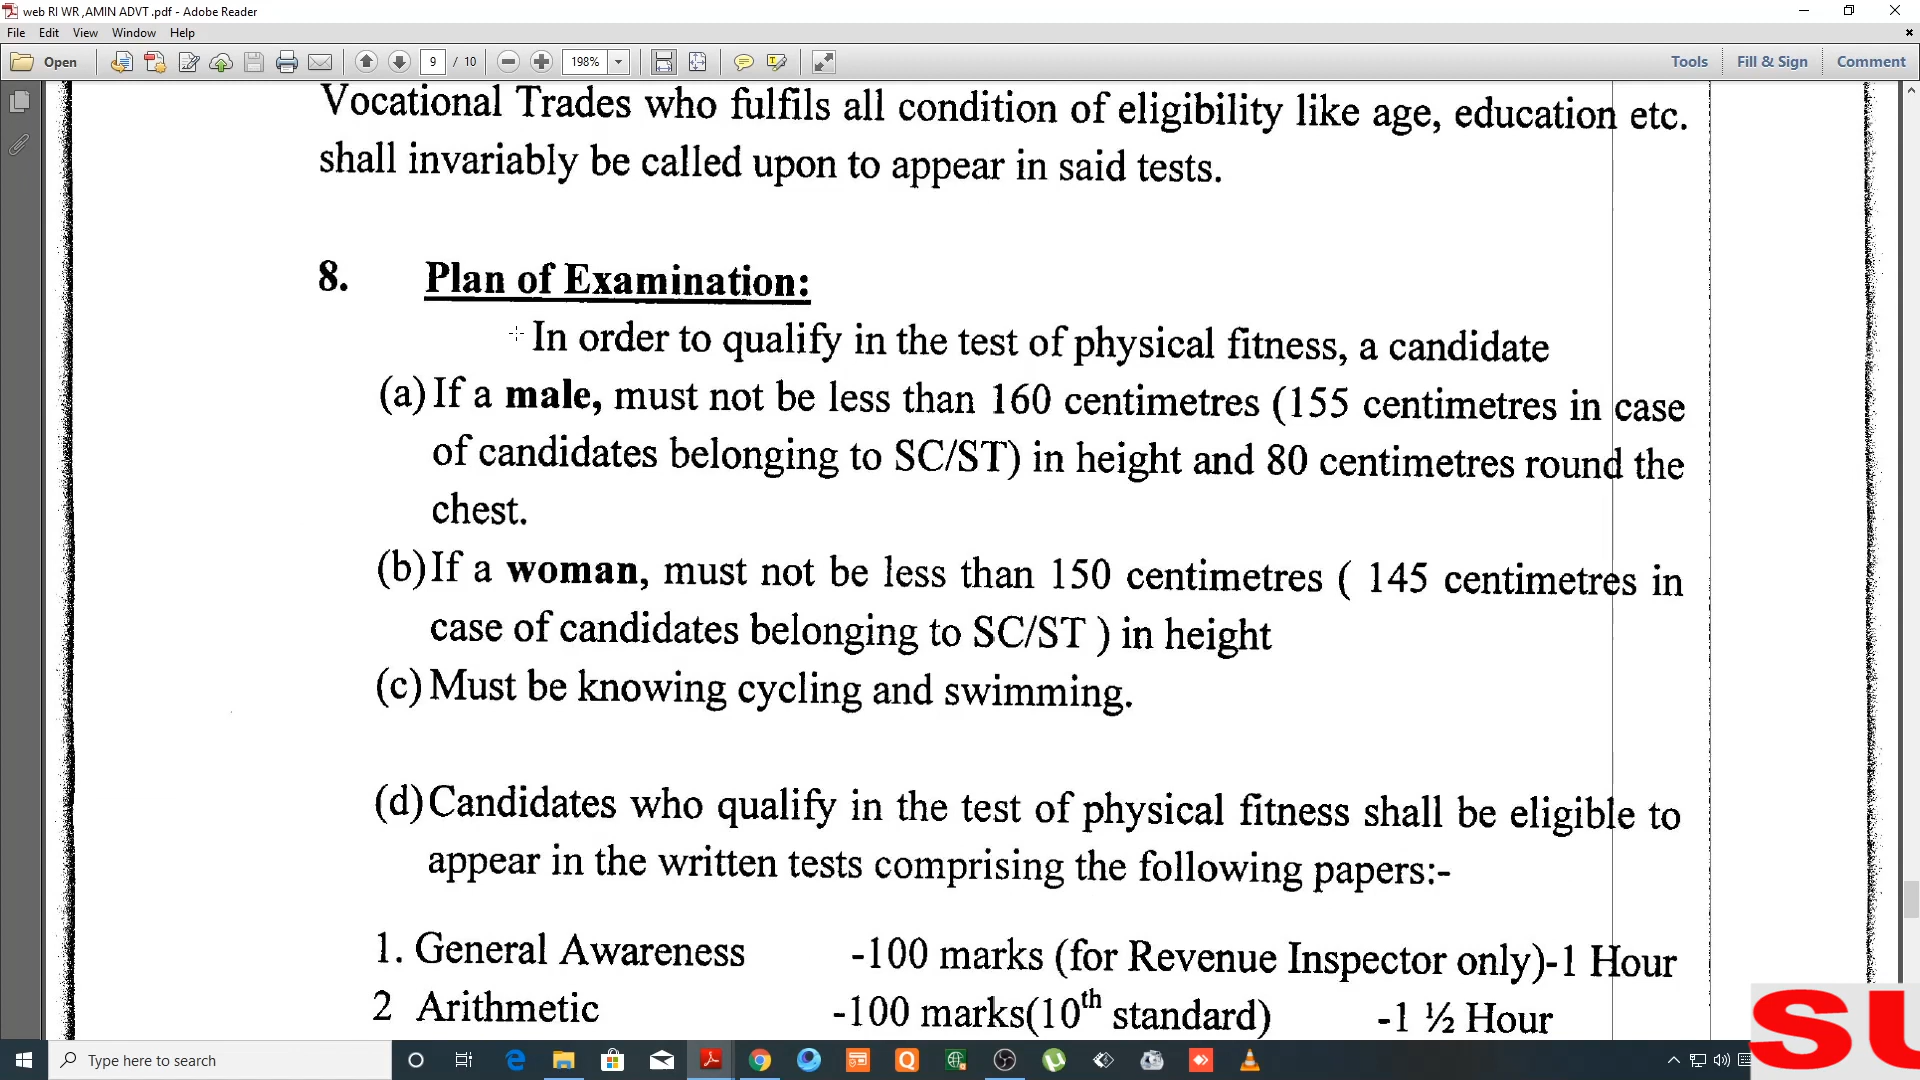 web RI WR ,AMIN ADVT .pdf - Adobe Reader
File Edit View Window Help
Open 9 / 10 198% Tools Fill & Sign Comment
Vocational Trades who fulfils all condition of eligibility like age, education etc.
shall invariably be called upon to appear in said tests.
8. Plan of Examination:
In order to qualify in the test of physical fitness, a candidate
(a) If a male, must not be less than 160 centimetres (155 centimetres in case
of candidates belonging to SC/ST) in height and 80 centimetres round the
chest.
(b) If a woman, must not be less than 150 centimetres ( 145 centimetres in
case of candidates belonging to SC/ST ) in height
(c) Must be knowing cycling and swimming.
(d) Candidates who qualify in the test of physical fitness shall be eligible to
appear in the written tests comprising the following papers:-
1. General Awareness -100 marks (for Revenue Inspector only)-1 Hour
2 Arithmetic -100 marks(10th standard) -1 ½ Hour
Type here to search